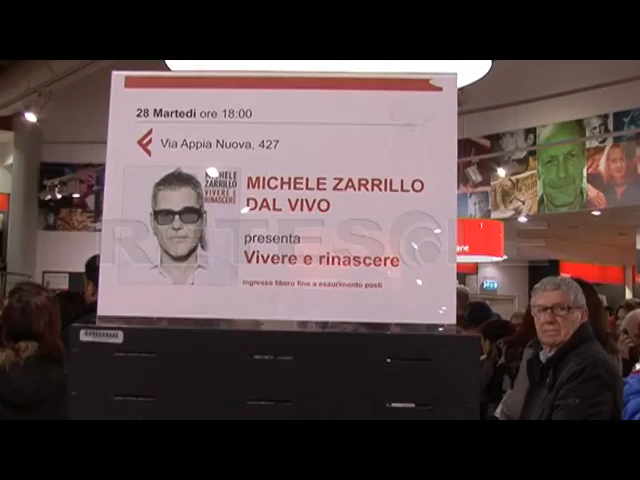 28 Martedì ore 18:00
Via Appia Nuova, 427
MICHELE
ZARRILLO
VIVERE E
RINASCERE
MICHELE ZARRILLO
DAL VIVO
presenta
Vivere e rinascere
Ingresso libero fino a esaurimento posti